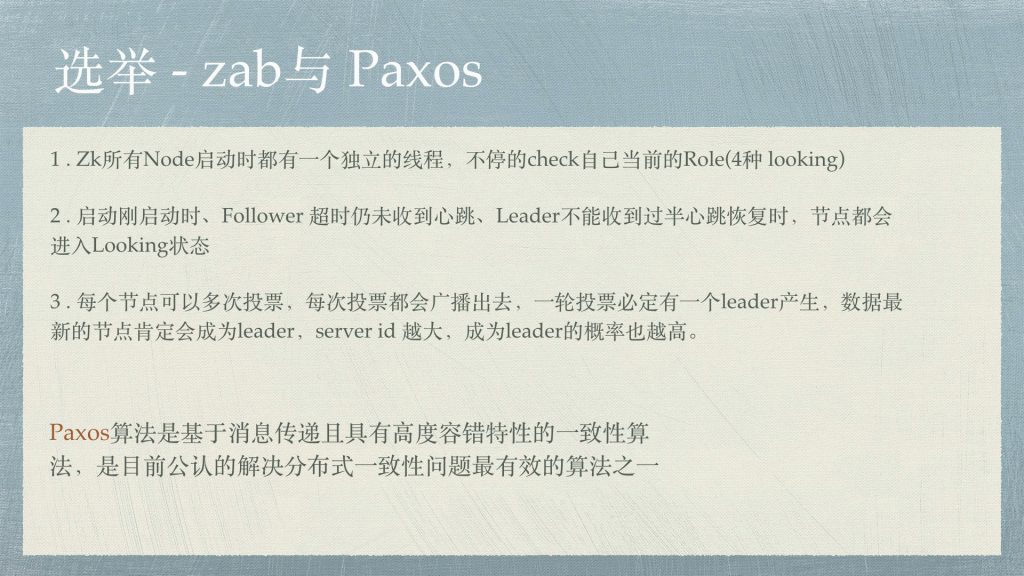 选举 - zab与 Paxos
1 . Zk所有Node启动时都有一个独立的线程，不停的check自己当前的Role(4种 looking)
2 . 启动刚启动时、Follower 超时仍未收到心跳、Leader不能收到过半心跳恢复时，节点都会
进入Looking状态
3 . 每个节点可以多次投票，每次投票都会广播出去，一轮投票必定有一个leader产生，数据最
新的节点肯定会成为leader，server id 越大，成为leader的概率也越高。
Paxos算法是基于消息传递且具有高度容错特性的一致性算
法，是目前公认的解决分布式一致性问题最有效的算法之一